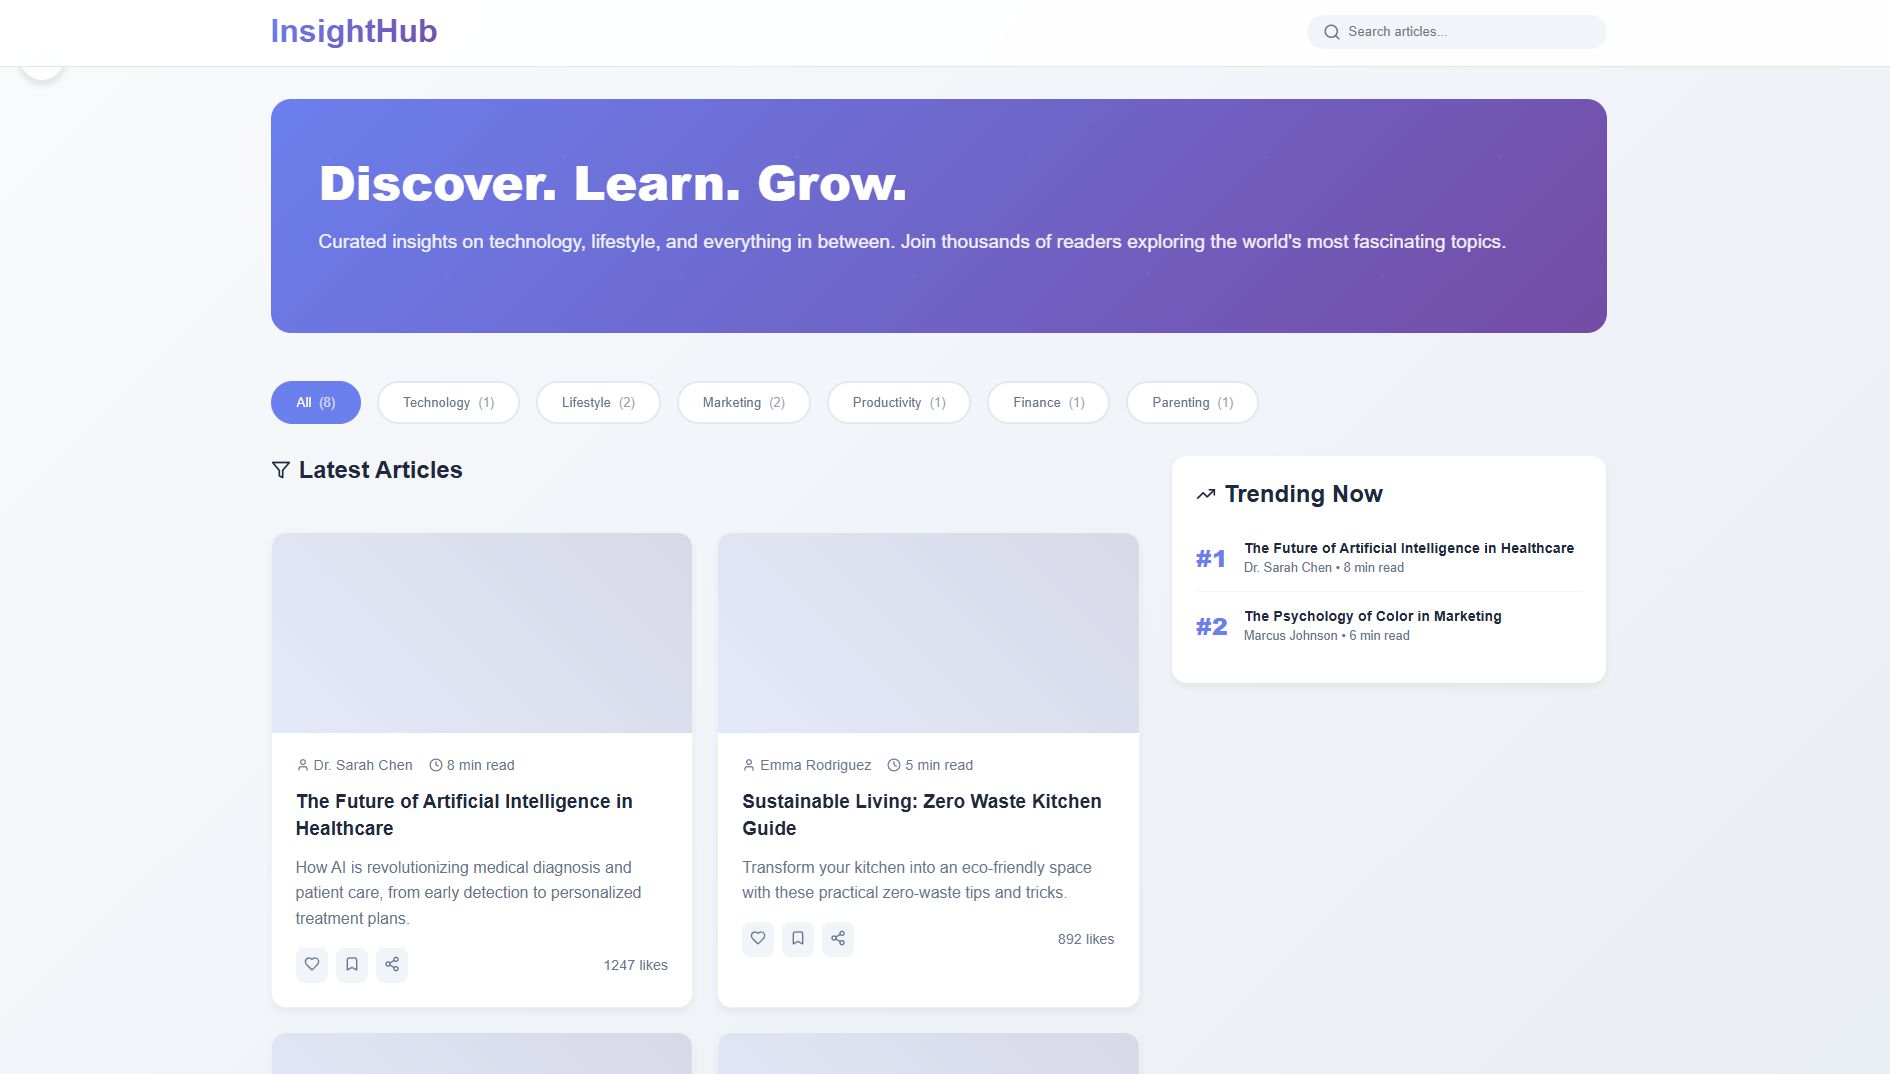 InsightHub
Search articles...
Discover. Learn. Grow.
Curated insights on technology, lifestyle, and everything in between. Join thousands of readers exploring the world's most fascinating topics.
All (8)
Technology (1)
Lifestyle (2)
Marketing (2)
Productivity (1)
Finance (1)
Parenting (1)
Latest Articles
Dr. Sarah Chen 8 min read
The Future of Artificial Intelligence in
Healthcare
How AI is revolutionizing medical diagnosis and
patient care, from early detection to personalized
treatment plans.
1247 likes
Emma Rodriguez 5 min read
Sustainable Living: Zero Waste Kitchen
Guide
Transform your kitchen into an eco-friendly space
with these practical zero-waste tips and tricks.
892 likes
Trending Now
#1
The Future of Artificial Intelligence in Healthcare
Dr. Sarah Chen • 8 min read
#2
The Psychology of Color in Marketing
Marcus Johnson • 6 min read